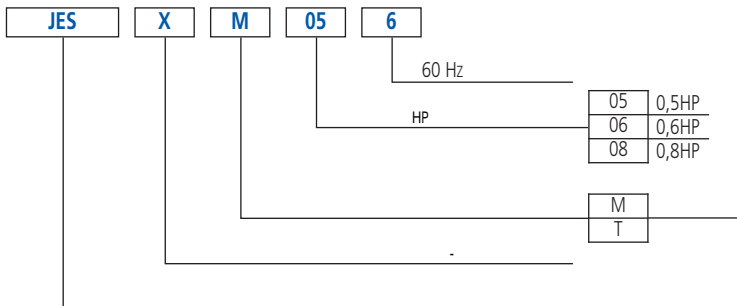 JES X M 05 6
60 Hz
05 0,5HP
HP
06 0,6HP
08 0,8HP
M
T
-